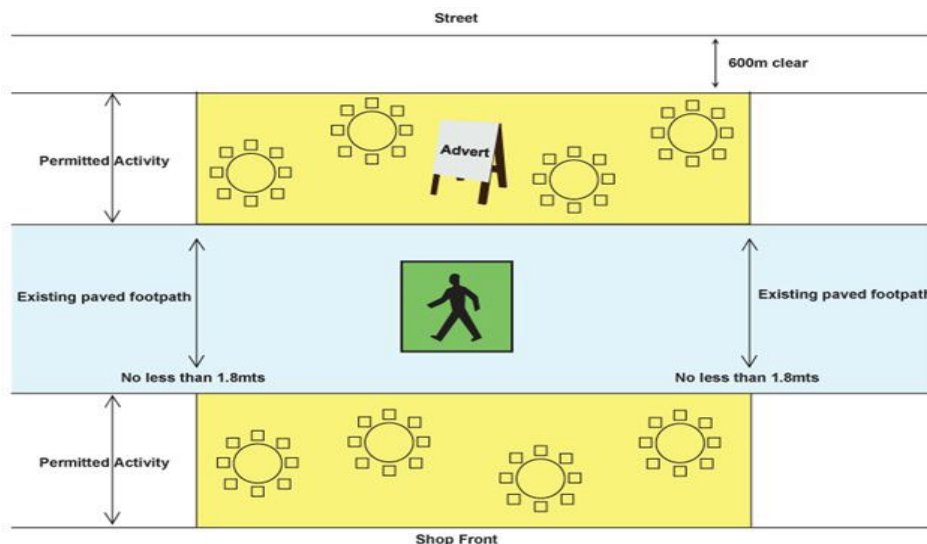 Street
600m clear
Permitted Activity
Advert
Existing paved footpath
Existing paved footpath
No less than 1.8mts
No less than 1.8mts
Permitted Activity
Shop Front